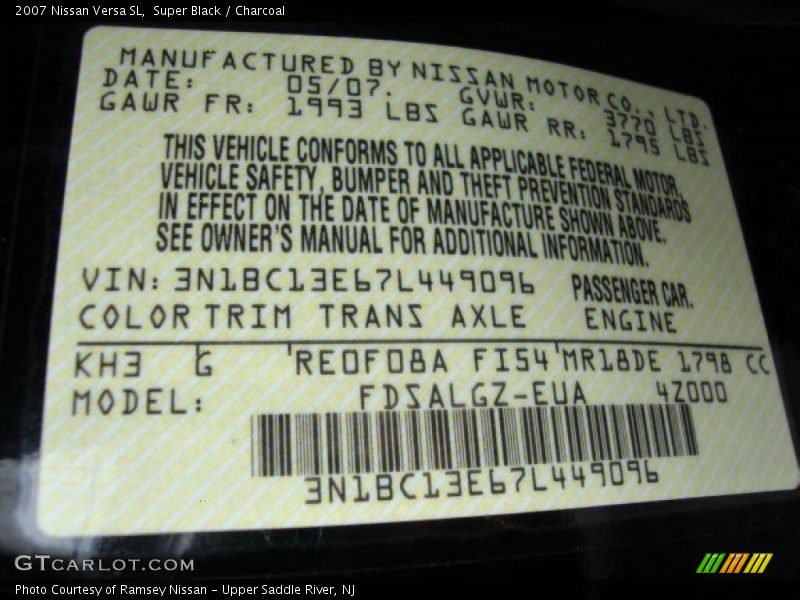 2007 Nissan Versa SL, Super Black / Charcoal
MANUFACTURED BY NISSAN MOTOR CO., LTD.
DATE: 05/07. GVWR: 3770 LBS
GAWR FR: 1993 LBS GAWR RR: 1795 LBS
THIS VEHICLE CONFORMS TO ALL APPLICABLE FEDERAL MOTOR
VEHICLE SAFETY, BUMPER AND THEFT PREVENTION STANDARDS
IN EFFECT ON THE DATE OF MANUFACTURE SHOWN ABOVE.
SEE OWNER'S MANUAL FOR ADDITIONAL INFORMATION.
VIN: 3N1BC13E67L449096 PASSENGER CAR.
COLOR TRIM TRANS AXLE ENGINE
KH3 G RE0F08A FI54 MR18DE 1798 CC
MODEL: FDSALGZ-EUA 4Z000
3N1BC13E67L449096
GTCARLOT.COM
Photo Courtesy of Ramsey Nissan - Upper Saddle River, NJ